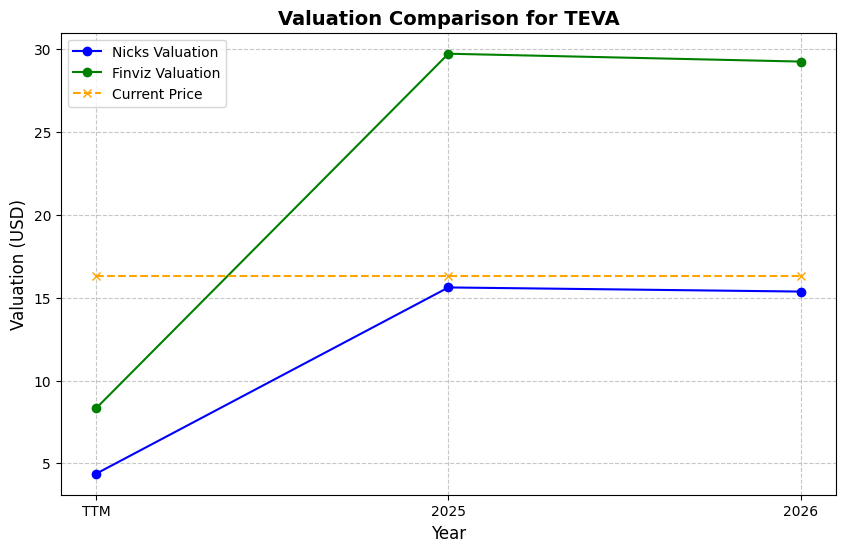 Valuation Comparison for TEVA
Nicks Valuation
Finviz Valuation
Current Price
30
25
20
15
10
5
Valuation (USD)
TTM
2025
2026
Year